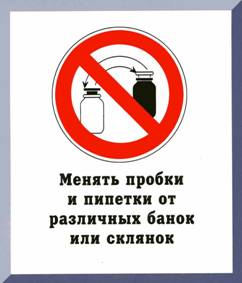 Менять пробки
и пипетки от
различных банок
или склянок